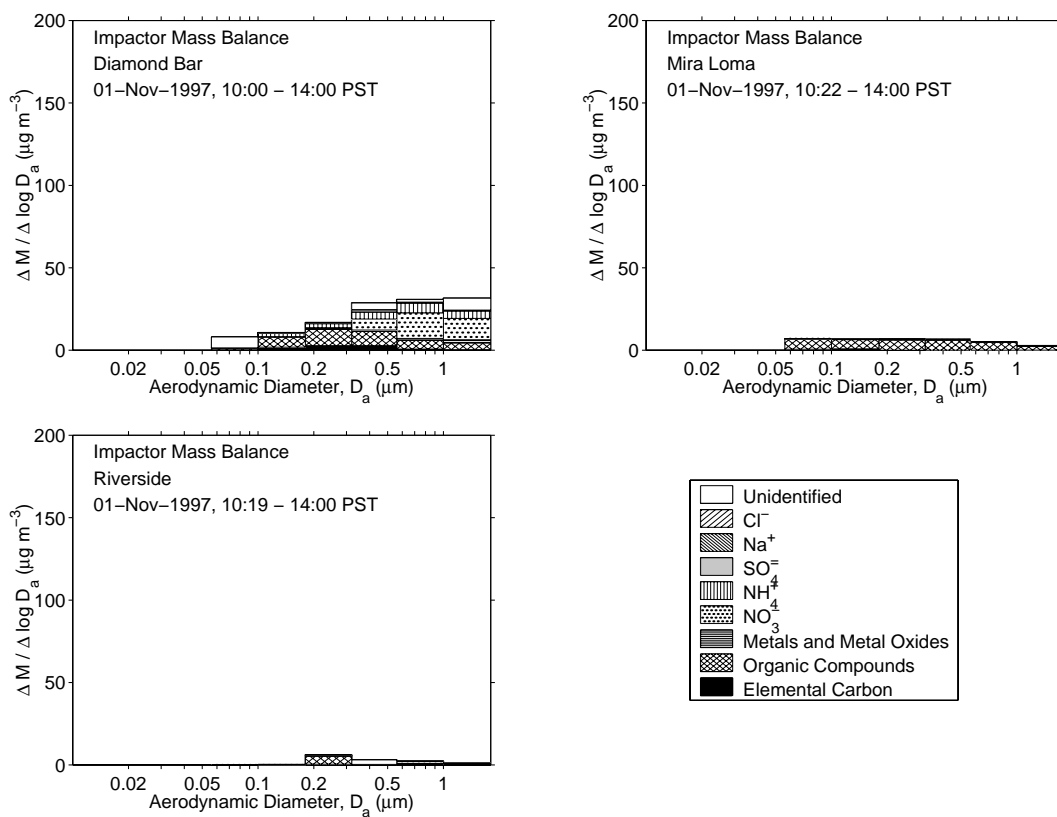 Impactor Mass Balance
Diamond Bar
01−Nov−1997, 10:00 − 14:00 PST
200
150
100
50
0
Δ M / Δ log D_a (μg m⁻³)
0.02 0.05 0.1 0.2 0.5 1
Aerodynamic Diameter, D_a (μm)
Impactor Mass Balance
Mira Loma
01−Nov−1997, 10:22 − 14:00 PST
200
150
100
50
0
Δ M / Δ log D_a (μg m⁻³)
0.02 0.05 0.1 0.2 0.5 1
Aerodynamic Diameter, D_a (μm)
Impactor Mass Balance
Riverside
01−Nov−1997, 10:19 − 14:00 PST
200
150
100
50
0
Δ M / Δ log D_a (μg m⁻³)
0.02 0.05 0.1 0.2 0.5 1
Aerodynamic Diameter, D_a (μm)
Unidentified
Cl⁻
Na⁺
SO₄⁼
NH₄⁺
NO₃⁻
Metals and Metal Oxides
Organic Compounds
Elemental Carbon